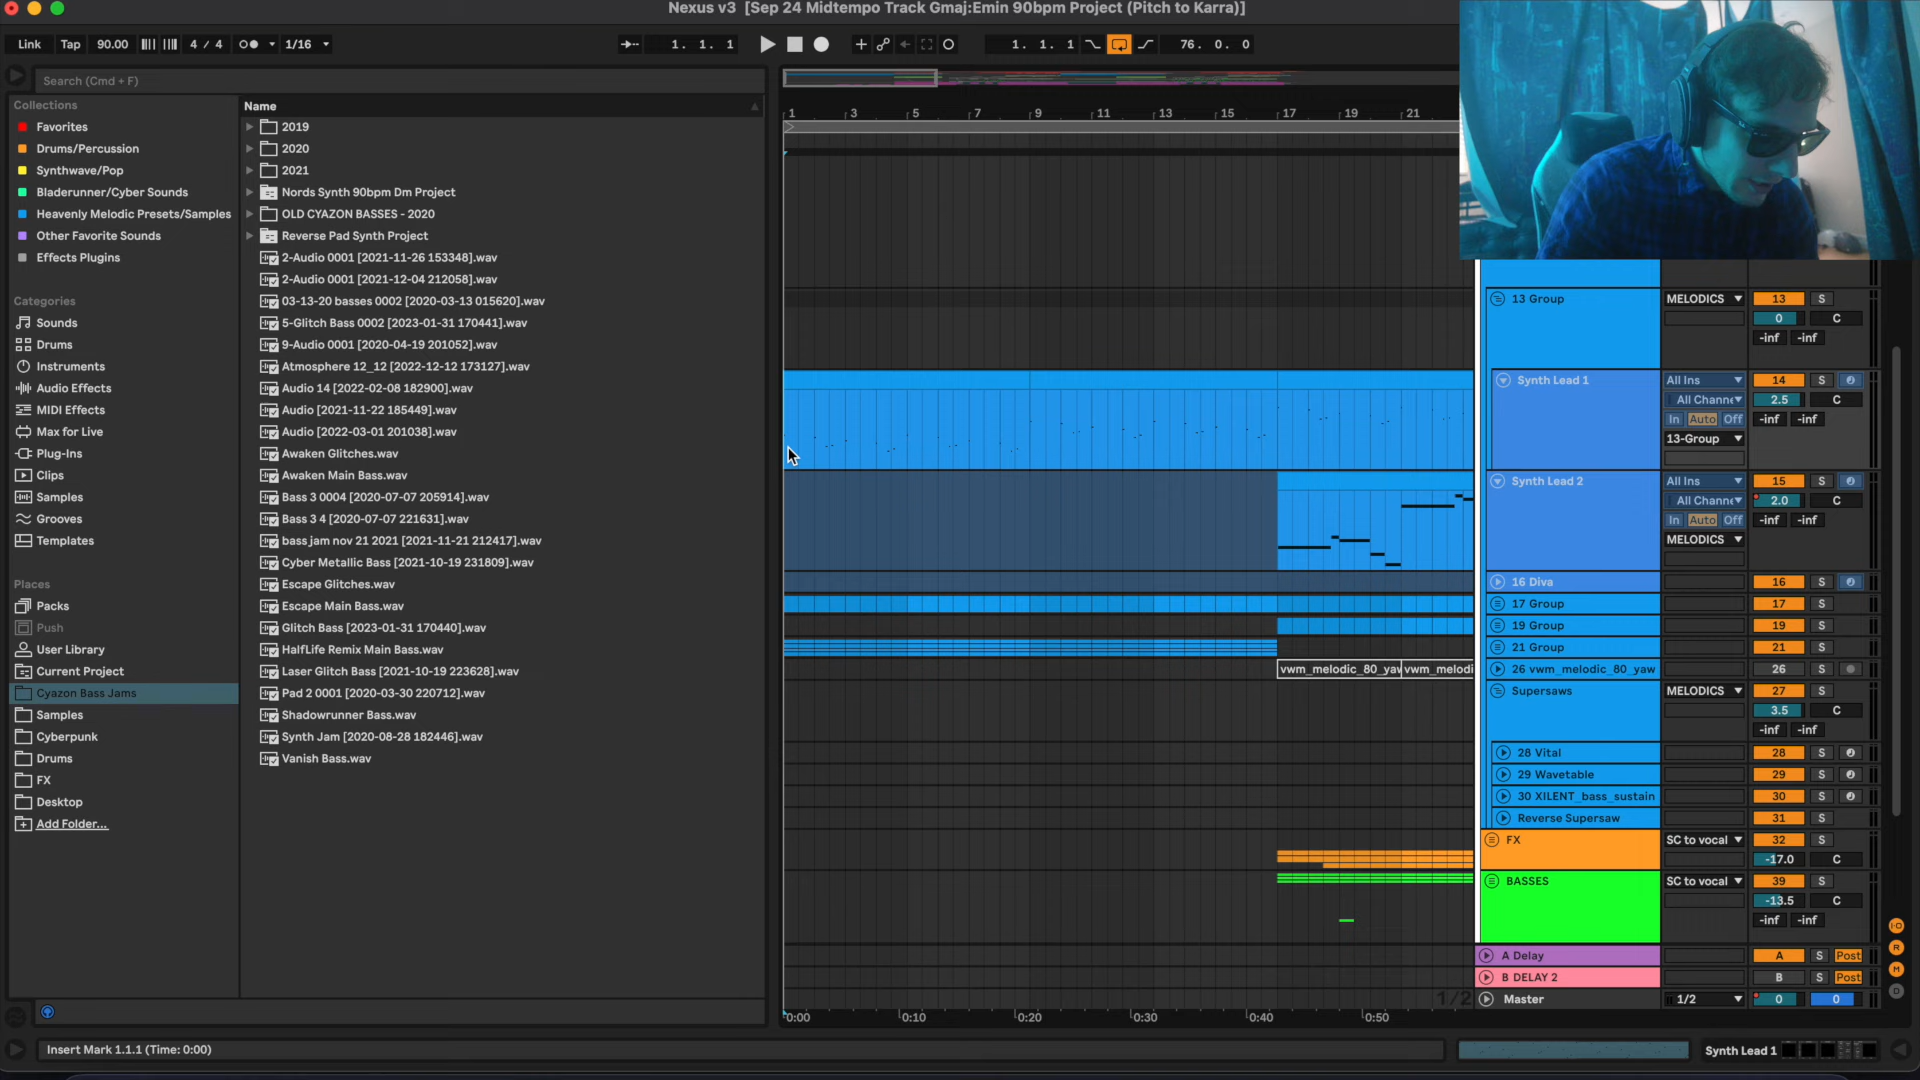 Nexus v3 [Sep 24 Midtempo Track Gmaj:Emin 90bpm Project (Pitch to Karra)]
Link Tap 90.00 4 / 4 1/16 1. 1. 1 1. 1. 1 76. 0. 0
Search (Cmd + F)
Collections
Favorites
Drums/Percussion
Synthwave/Pop
Bladerunner/Cyber Sounds
Heavenly Melodic Presets/Samples
Other Favorite Sounds
Effects Plugins
Categories
Sounds
Drums
Instruments
Audio Effects
MIDI Effects
Max for Live
Plug-Ins
Clips
Samples
Grooves
Templates
Places
Packs
Push
User Library
Current Project
Cyazon Bass Jams
Samples
Cyberpunk
Drums
FX
Desktop
Add Folder...
Name
2019
2020
2021
Nords Synth 90bpm Dm Project
OLD CYAZON BASSES - 2020
Reverse Pad Synth Project
2-Audio 0001 [2021-11-26 153348].wav
2-Audio 0001 [2021-12-04 212058].wav
03-13-20 basses 0002 [2020-03-13 015620].wav
5-Glitch Bass 0002 [2023-01-31 170441].wav
9-Audio 0001 [2020-04-19 201052].wav
Atmosphere 12_12 [2022-12-12 173127].wav
Audio 14 [2022-02-08 182900].wav
Audio [2021-11-22 185449].wav
Audio [2022-03-01 201038].wav
Awaken Glitches.wav
Awaken Main Bass.wav
Bass 3 0004 [2020-07-07 205914].wav
Bass 3 4 [2020-07-07 221631].wav
bass jam nov 21 2021 [2021-11-21 212417].wav
Cyber Metallic Bass [2021-10-19 231809].wav
Escape Glitches.wav
Escape Main Bass.wav
Glitch Bass [2023-01-31 170440].wav
HalfLife Remix Main Bass.wav
Laser Glitch Bass [2021-10-19 223628].wav
Pad 2 0001 [2020-03-30 220712].wav
Shadowrunner Bass.wav
Synth Jam [2020-08-28 182446].wav
Vanish Bass.wav
1 3 5 7 9 11 13 15 17 19 21
vwm_melodic_80_yaw vwm_melodi
1/2
0:00 0:10 0:20 0:30 0:40 0:50
13 Group MELODICS 13 S
0 C
-inf -inf
Synth Lead 1 All Ins 14 S
All Channe 2.5 C
In Auto Off -inf -inf
13-Group
Synth Lead 2 All Ins 15 S
All Channe 2.0 C
In Auto Off -inf -inf
MELODICS
16 Diva 16 S
17 Group 17 S
19 Group 19 S
21 Group 21 S
26 vwm_melodic_80_yaw 26 S
Supersaws MELODICS 27 S
3.5 C
-inf -inf
28 Vital 28 S
29 Wavetable 29 S
30 XILENT_bass_sustain 30 S
Reverse Supersaw 31 S
FX SC to vocal 32 S
-17.0 C
BASSES SC to vocal 39 S
-13.5 C
-inf -inf
A Delay A S Post
B DELAY 2 B S Post
Master 1/2 0 0
I·O
R
M
D
Insert Mark 1.1.1 (Time: 0:00)
Synth Lead 1